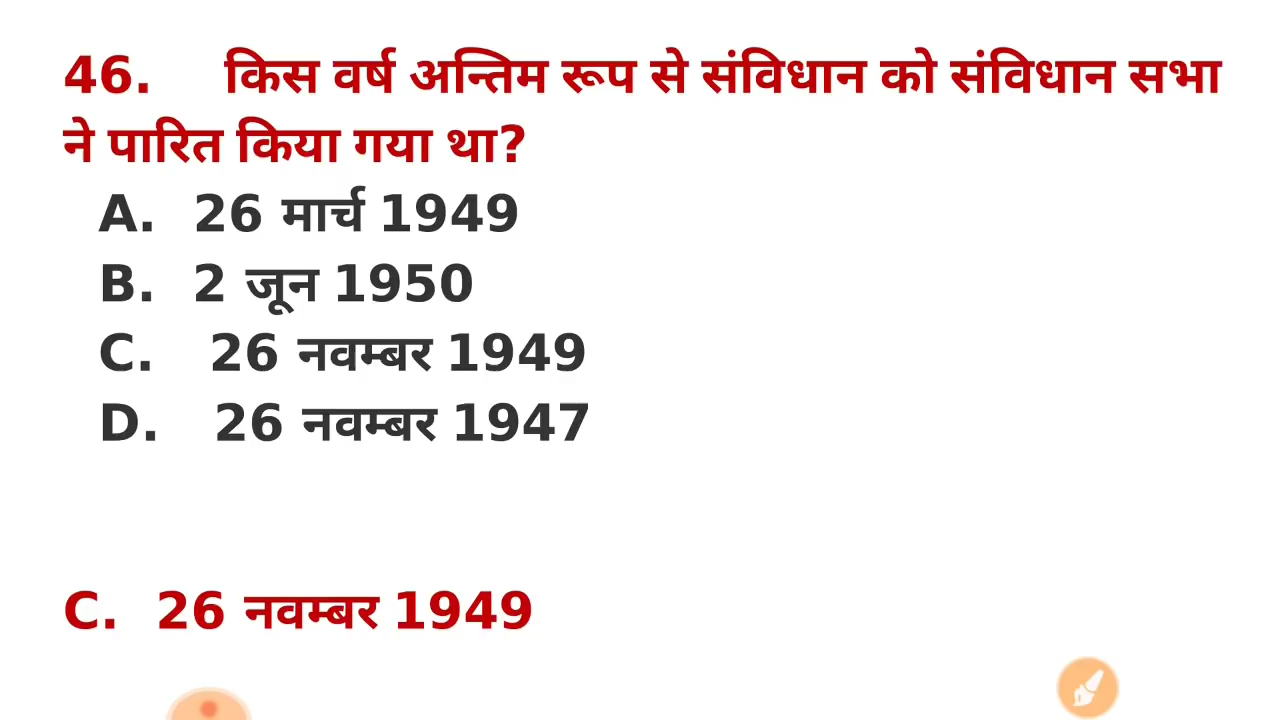 46. किस वर्ष अन्तिम रूप से संविधान को संविधान सभा
ने पारित किया गया था?
A. 26 मार्च 1949
B. 2 जून 1950
C. 26 नवम्बर 1949
D. 26 नवम्बर 1947
C. 26 नवम्बर 1949